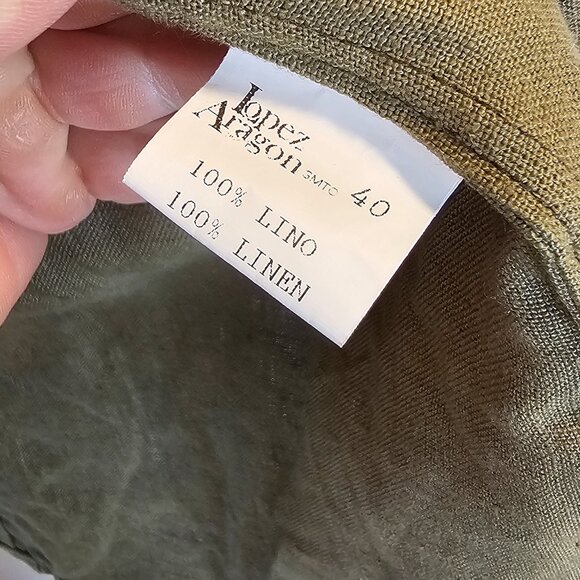 Lopez
Aragon SMTC 40
100% LINO
100% LINEN